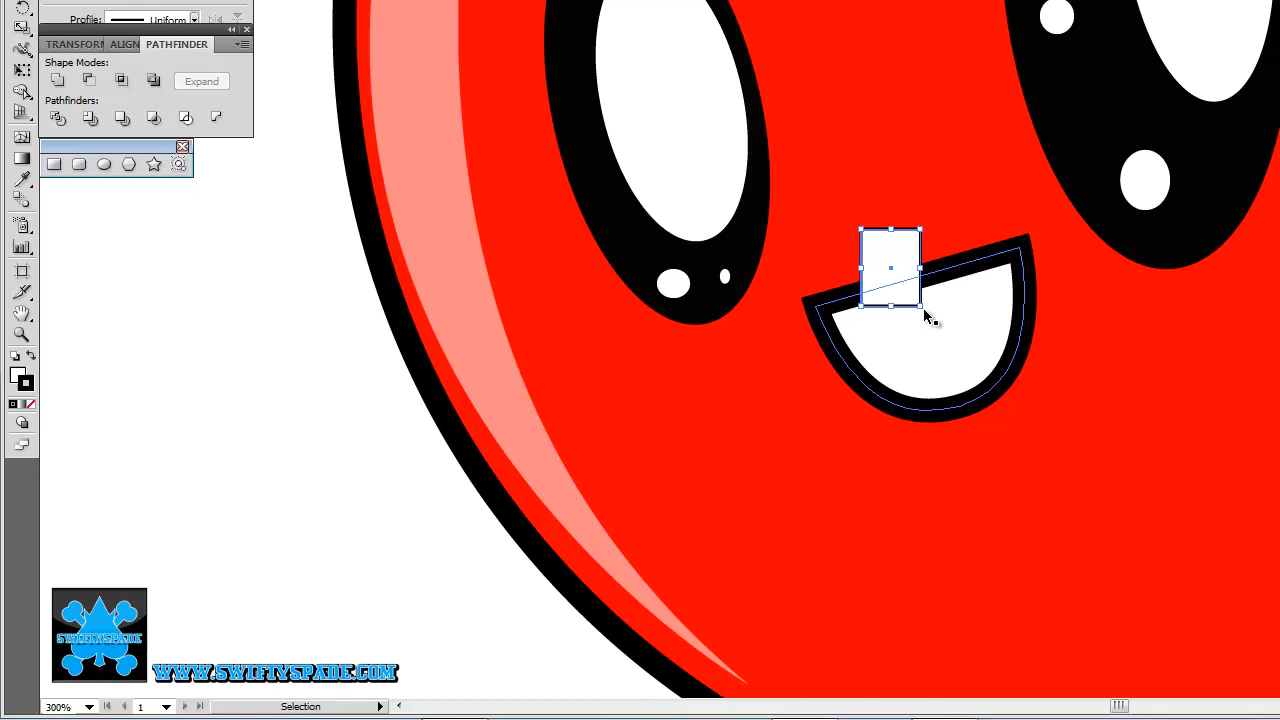 Profile: Uniform
TRANSFORM ALIGN PATHFINDER
Shape Modes:
Expand
Pathfinders:
SWIFTYSPADE
WWW.SWIFTYSPADE.COM
300% 1 Selection